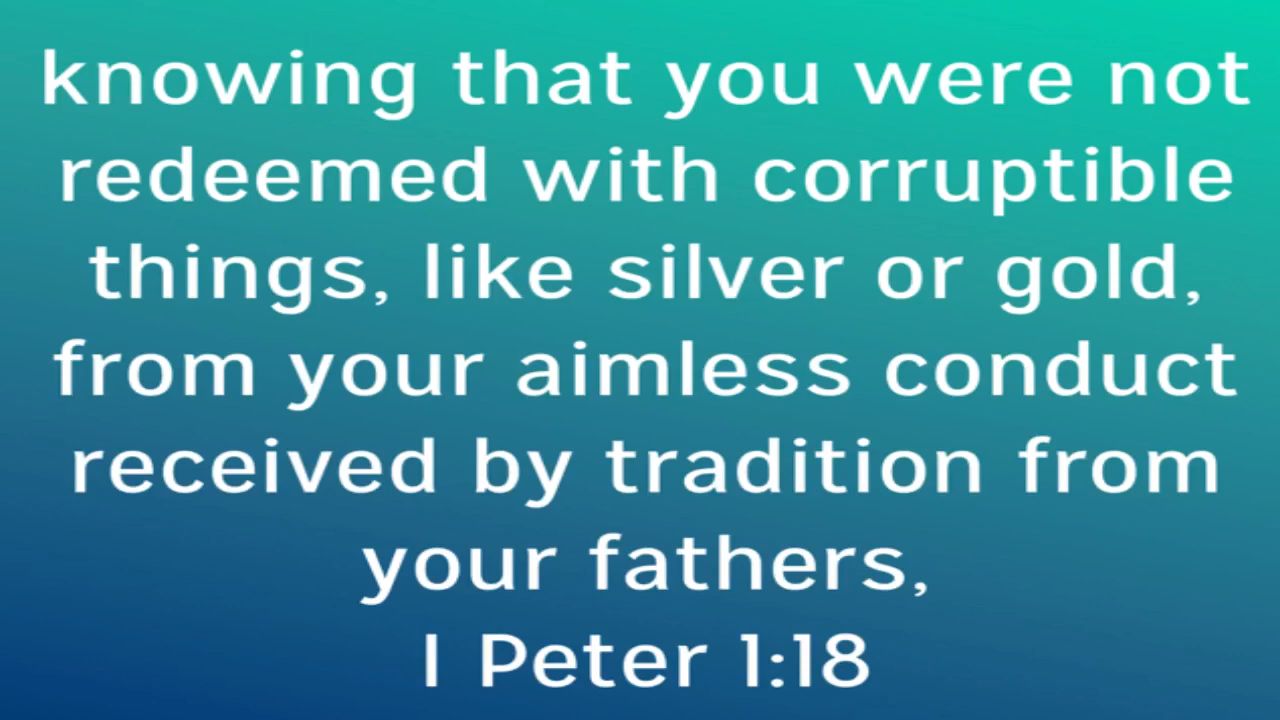 knowing that you were not
redeemed with corruptible
things, like silver or gold,
from your aimless conduct
received by tradition from
your fathers,
I Peter 1:18